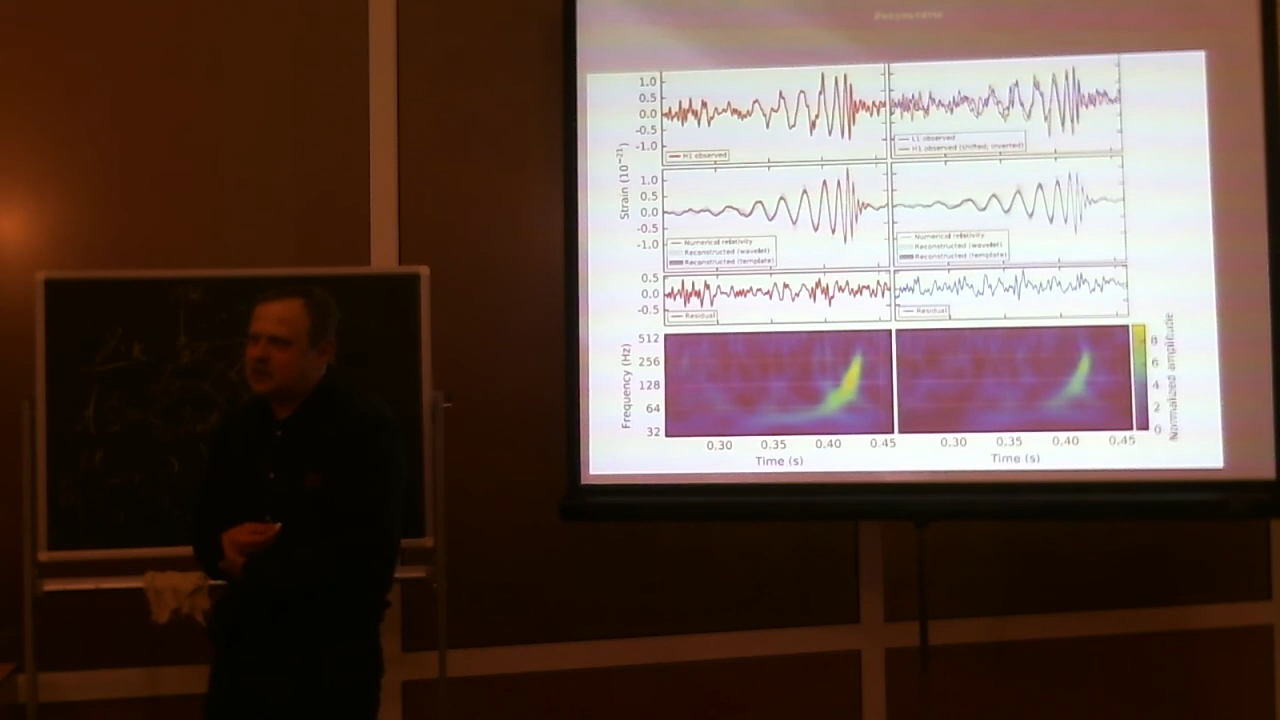 Результаты
1.0
0.5
0.0
-0.5
-1.0
H1 observed
L1 observed
H1 observed (shifted, inverted)
Strain (10⁻²¹)
1.0
0.5
0.0
-0.5
-1.0
Numerical relativity
Reconstructed (wavelet)
Reconstructed (template)
Numerical relativity
Reconstructed (wavelet)
Reconstructed (template)
0.5
0.0
-0.5
Residual
Residual
Frequency (Hz)
512
256
128
64
32
8
6
4
2
0
Normalized amplitude
0.30 0.35 0.40 0.45
0.30 0.35 0.40 0.45
Time (s)
Time (s)